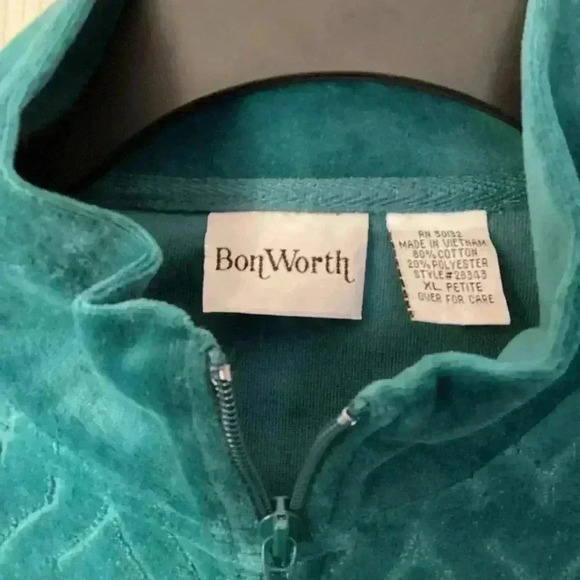 BonWorth
RN 50132
MADE IN VIETNAM
80% COTTON
20% POLYESTER
STYLE# 28343
XL PETITE
OVER FOR CARE